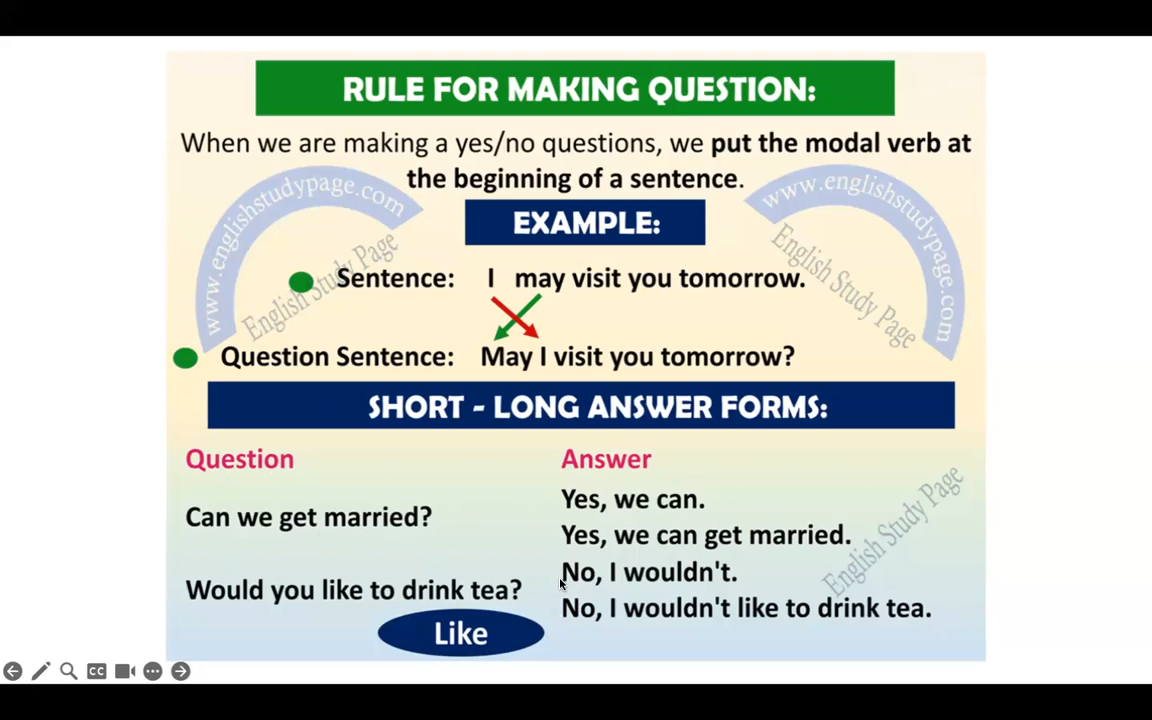 RULE FOR MAKING QUESTION:
When we are making a yes/no questions, we put the modal verb at
the beginning of a sentence.
www.englishstudypage.com
English Study Page
www.englishstudypage.com
English Study Page
EXAMPLE:
Sentence: I may visit you tomorrow.
Question Sentence: May I visit you tomorrow?
SHORT - LONG ANSWER FORMS:
Question
Answer
Can we get married?
Yes, we can.
Yes, we can get married.
Would you like to drink tea?
No, I wouldn't.
No, I wouldn't like to drink tea.
English Study Page
Like
CC